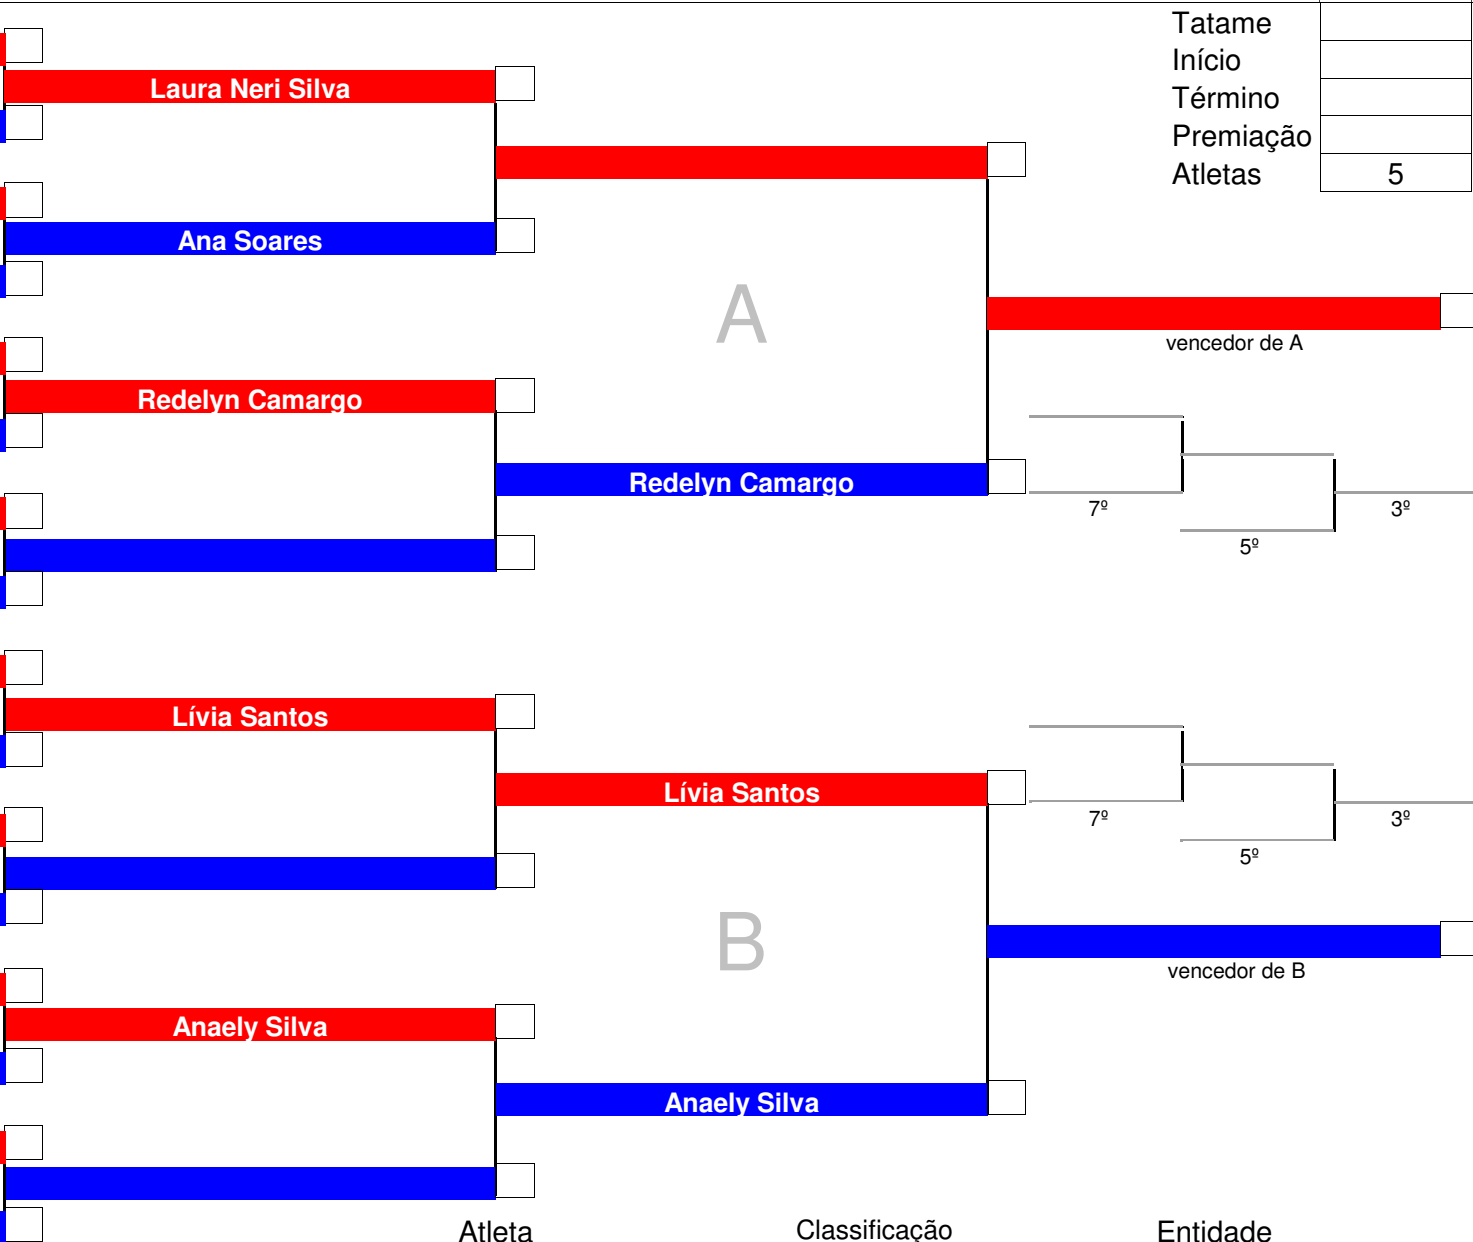 Tatame
Início
Término
Premiação
Atletas 5
Laura Neri Silva
Ana Soares
A
vencedor de A
Redelyn Camargo
Redelyn Camargo
7º
3º
5º
Lívia Santos
Lívia Santos
7º
3º
5º
B
vencedor de B
Anaely Silva
Anaely Silva
Atleta Classificação Entidade